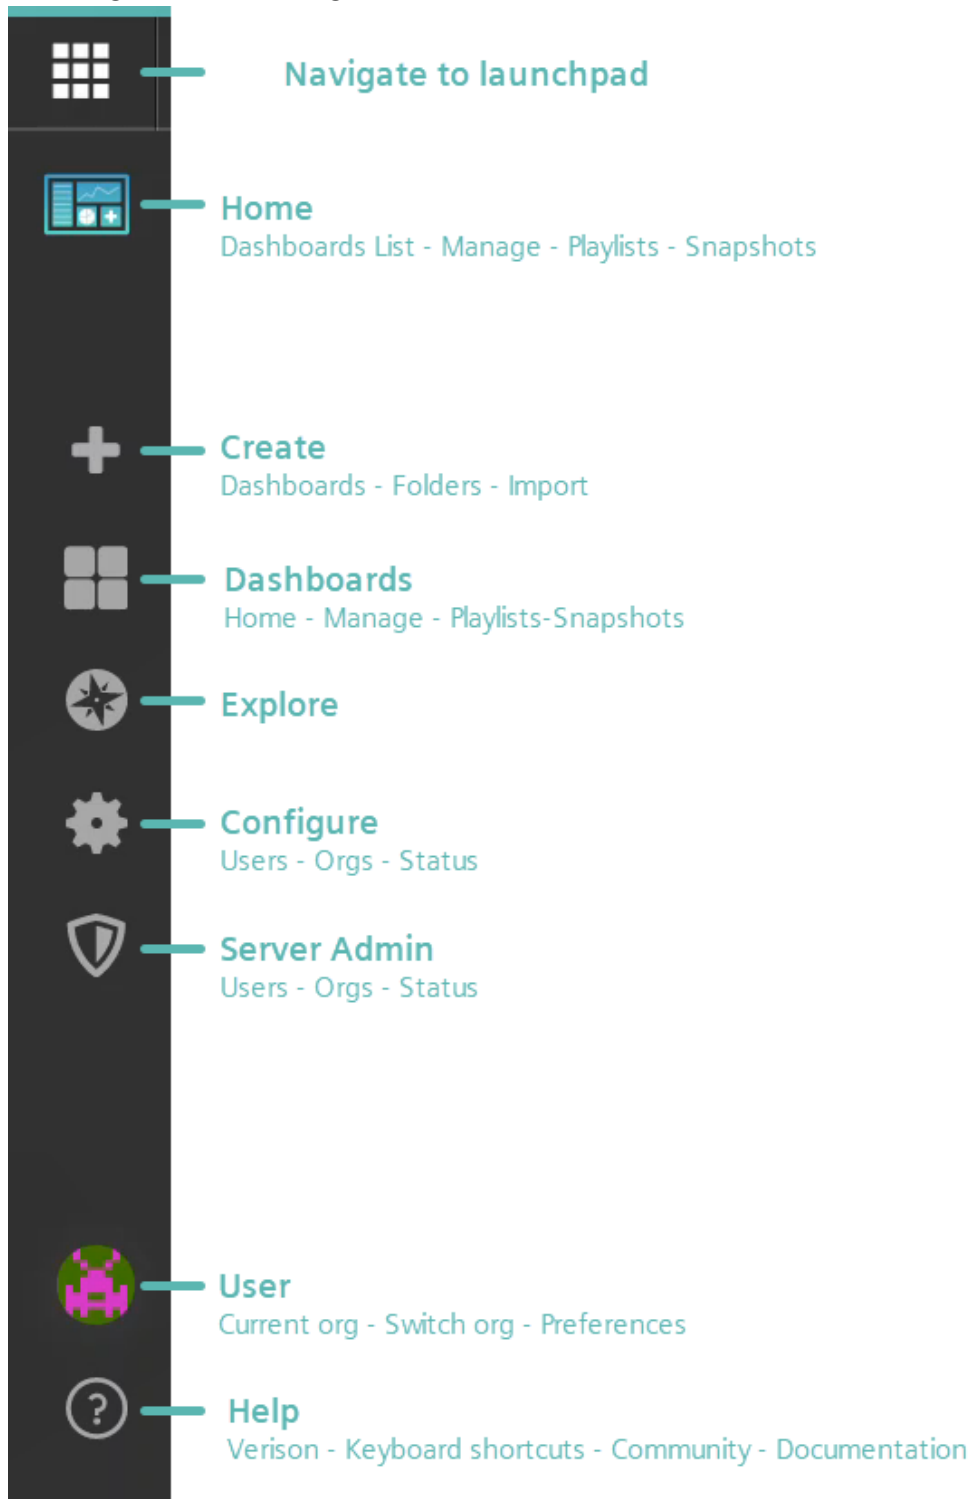 Navigate to launchpad
Home
Dashboards List - Manage - Playlists - Snapshots
Create
Dashboards - Folders - Import
Dashboards
Home - Manage - Playlists-Snapshots
Explore
Configure
Users - Orgs - Status
Server Admin
Users - Orgs - Status
User
Current org - Switch org - Preferences
?
Help
Verison - Keyboard shortcuts - Community - Documentation